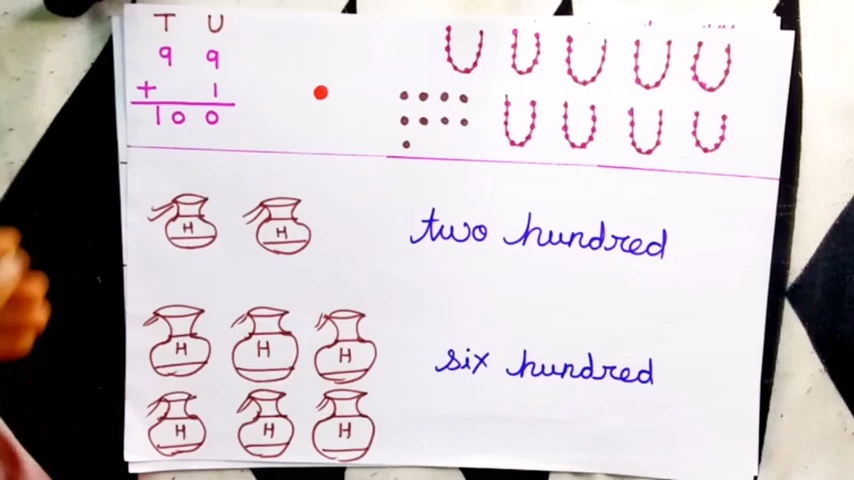 T U
9 9
+ 1
1 0 0
H H
two hundred
H H H
six hundred
H H H